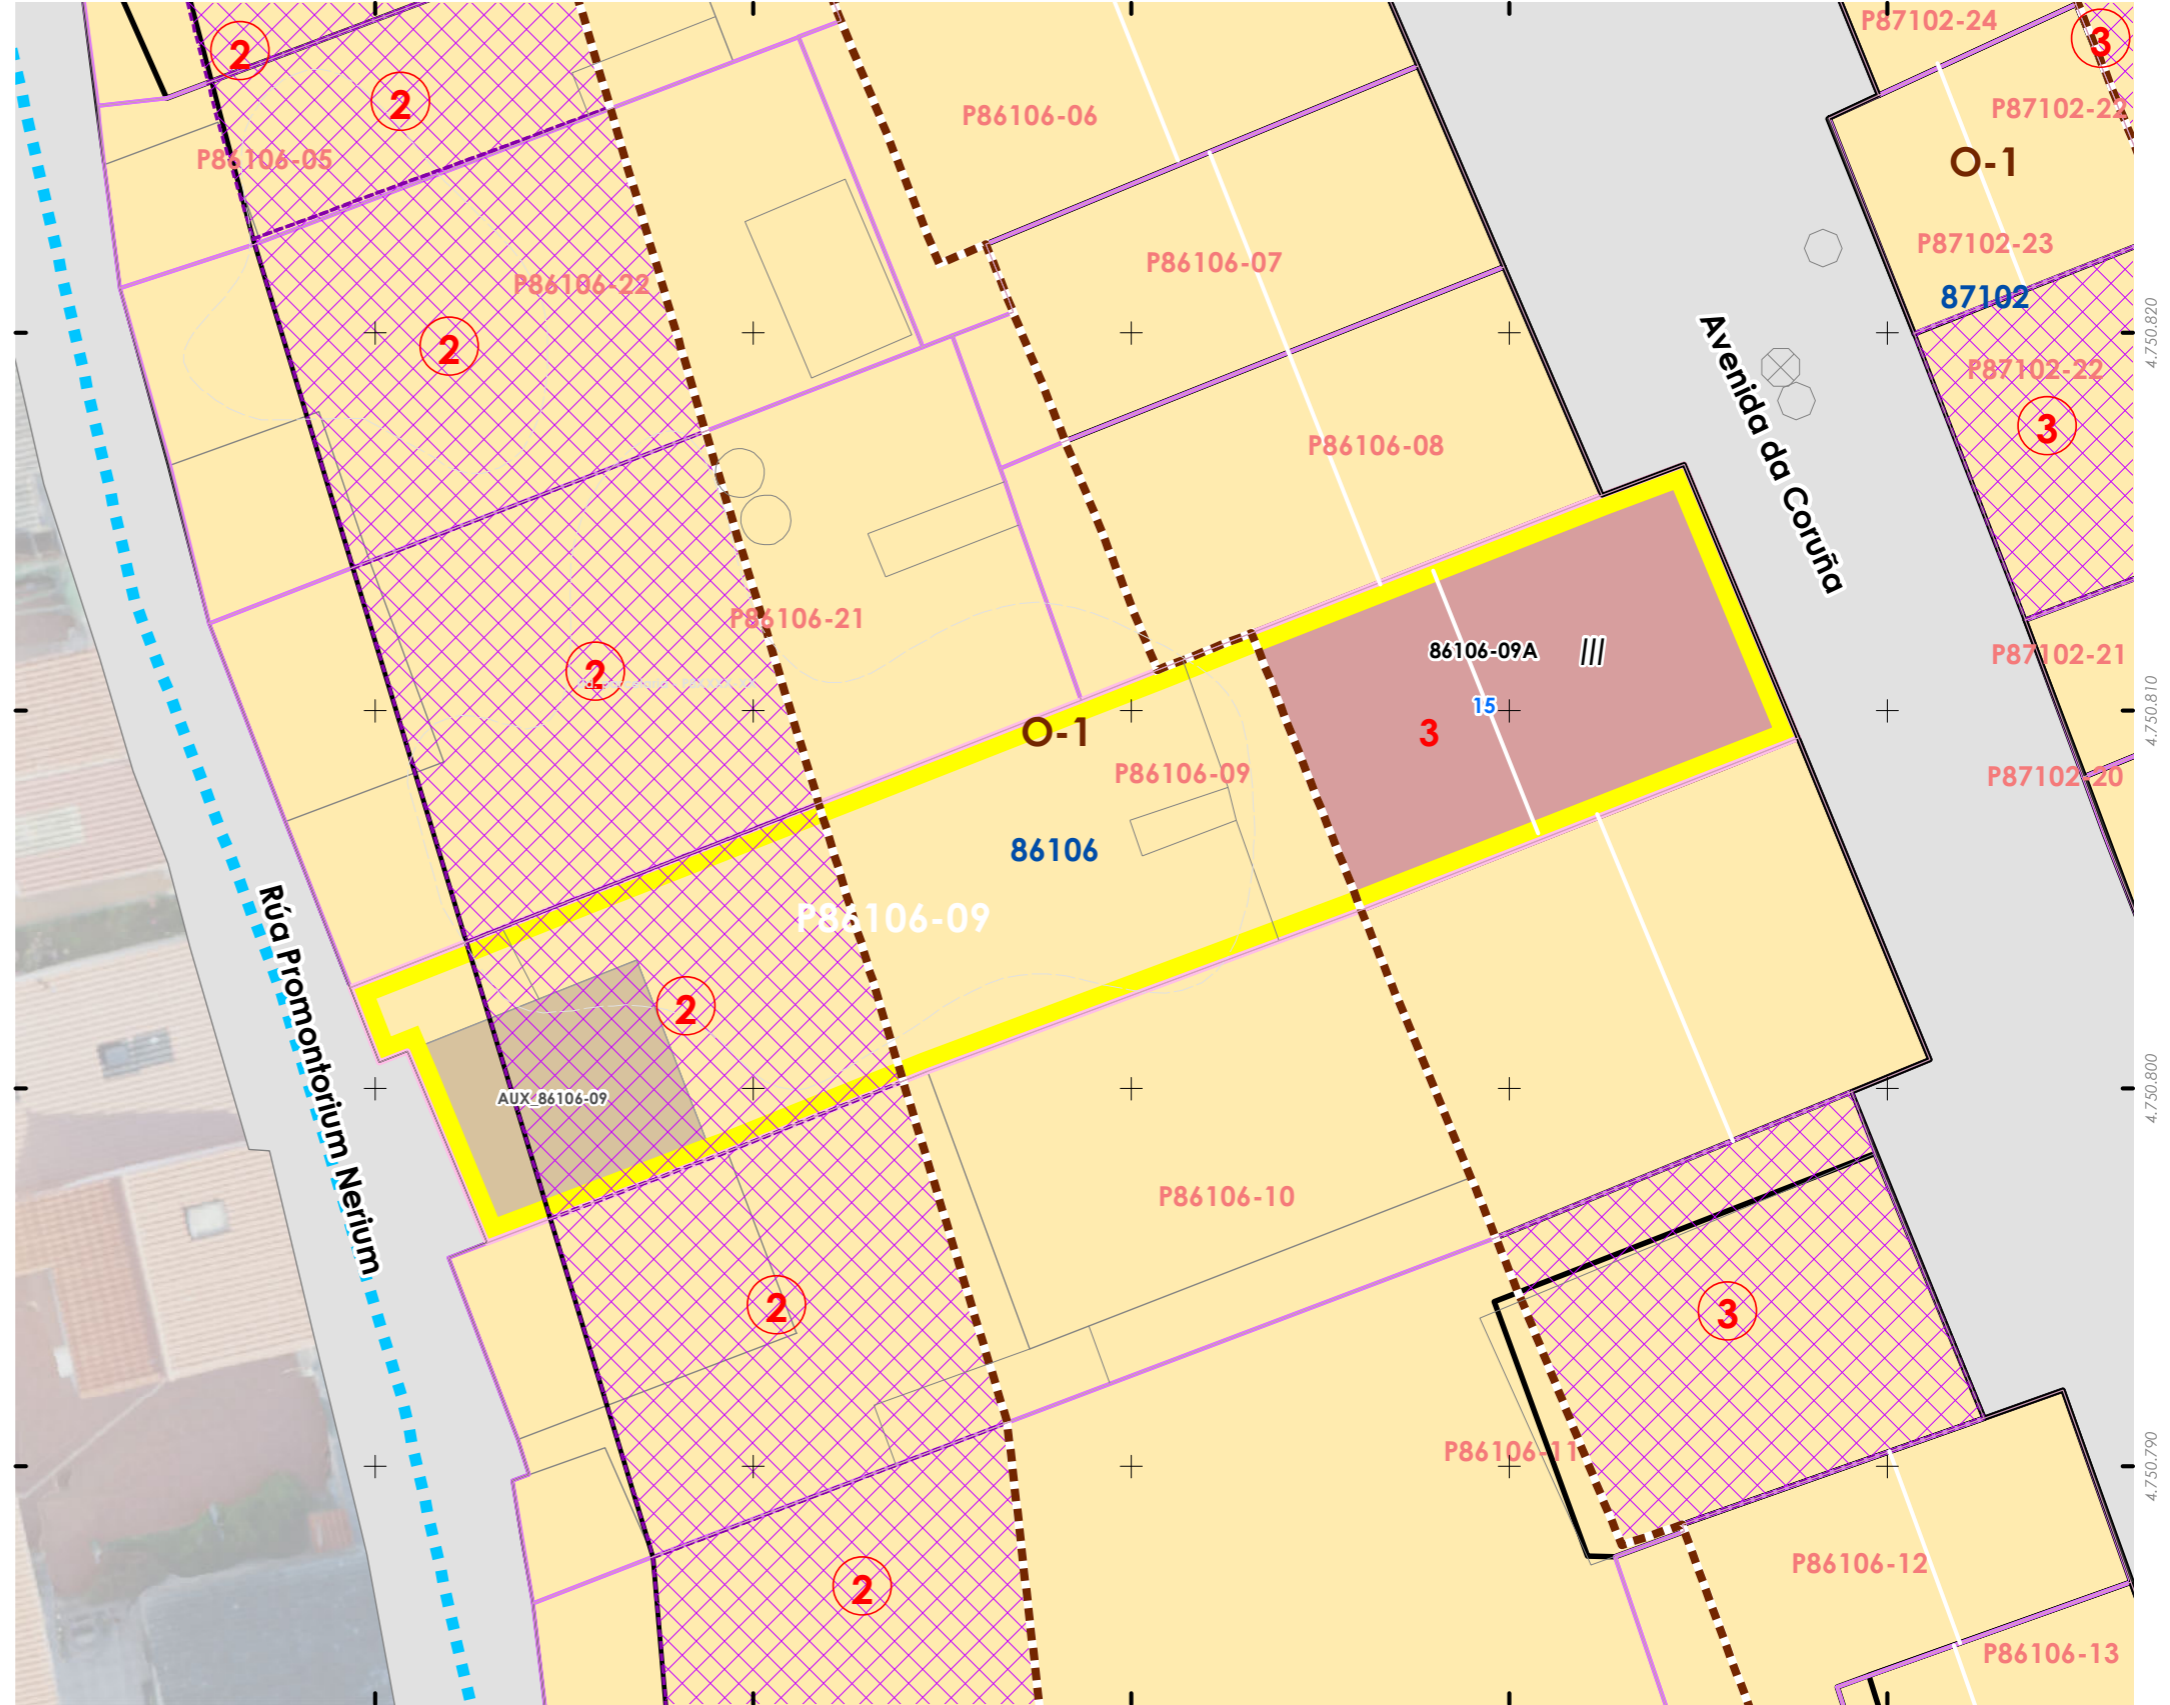 P87102-24
3
2
2
P86106-06
P87102-22
P86106-05
O-1
P86106-07
P87102-23
P86106-22
87102
4.750.820
2
Avenida da Coruña
P87102-22
3
P86106-08
P86106-21
86106-09A
III
P87102-21
2
15
4.750.810
O-1
3
P86106-09
P87102-20
86106
P86106-09
Rúa Promontorium Nerium
2
AUX_86106-09
4.750.800
P86106-10
2
3
P86106-11
4.750.790
P86106-12
2
P86106-13